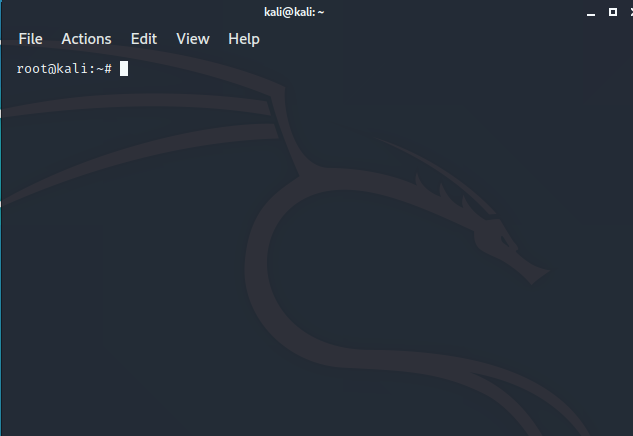 kali@kali: ~
File Actions Edit View Help
root@kali:~#